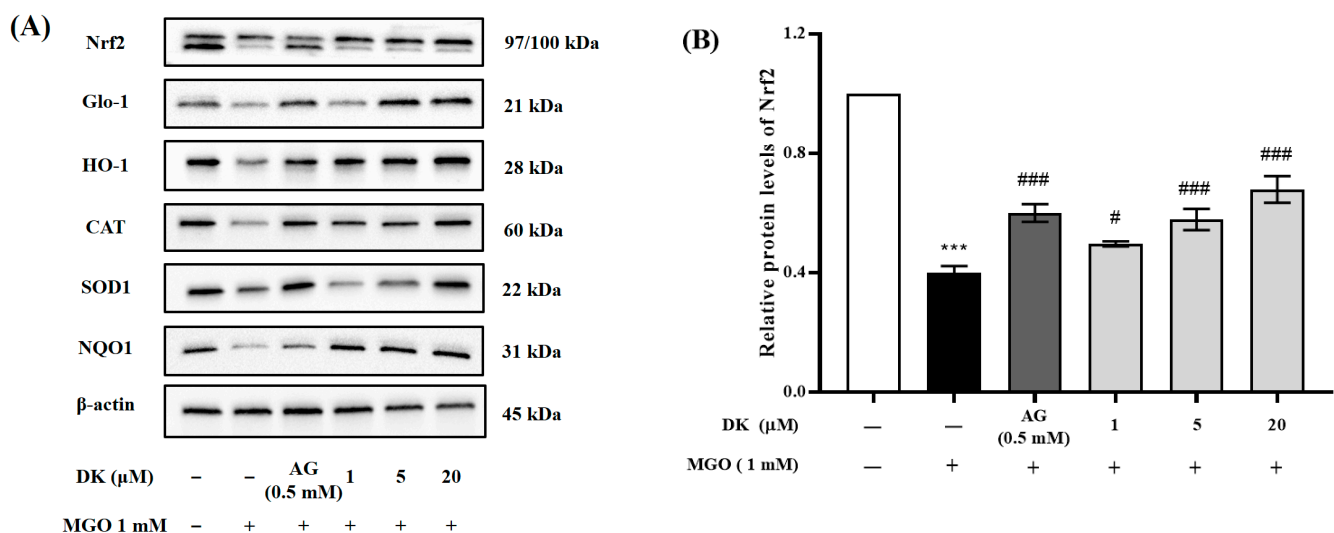 (A)
Nrf2 97/100 kDa
Glo-1 21 kDa
HO-1 28 kDa
CAT 60 kDa
SOD1 22 kDa
NQO1 31 kDa
β-actin 45 kDa
DK (μM) – – AG (0.5 mM) 1 5 20
MGO 1 mM – + + + + +
(B)
Relative protein levels of Nrf2
1.2
0.8
0.4
0.0
***
###
#
###
###
DK (μM) — — AG (0.5 mM) 1 5 20
MGO ( 1 mM) — + + + + +